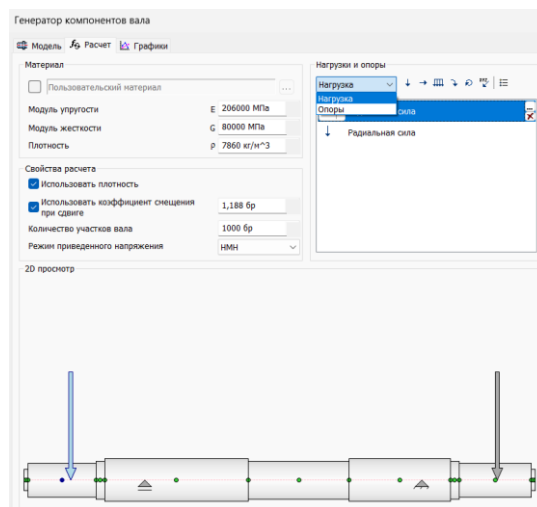 Генератор компонентов вала
Модель Расчет Графики
Материал
Пользовательский материал ...
Модуль упругости E 206000 МПа
Модуль жесткости G 80000 МПа
Плотность ρ 7860 кг/м^3
Свойства расчета
Использовать плотность
Использовать коэффициент смещения
при сдвиге 1,188 бр
Количество участков вала 1000 бр
Режим приведенного напряжения НМН
Нагрузки и опоры
Нагрузка
Нагрузка
Опоры
сила
Радиальная сила
2D просмотр